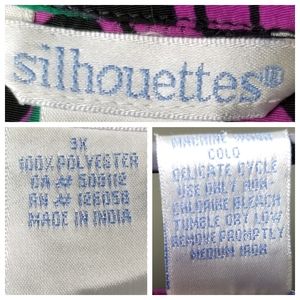 silhouettes®
3X
100% POLYESTER
CA # 500112
RN # 126058
MADE IN INDIA
MACHINE WASH
COLD
DELICATE CYCLE
USE ONLY NON
CHLORINE BLEACH
TUMBLE DRY LOW
REMOVE PROMPTLY
MEDIUM IRON